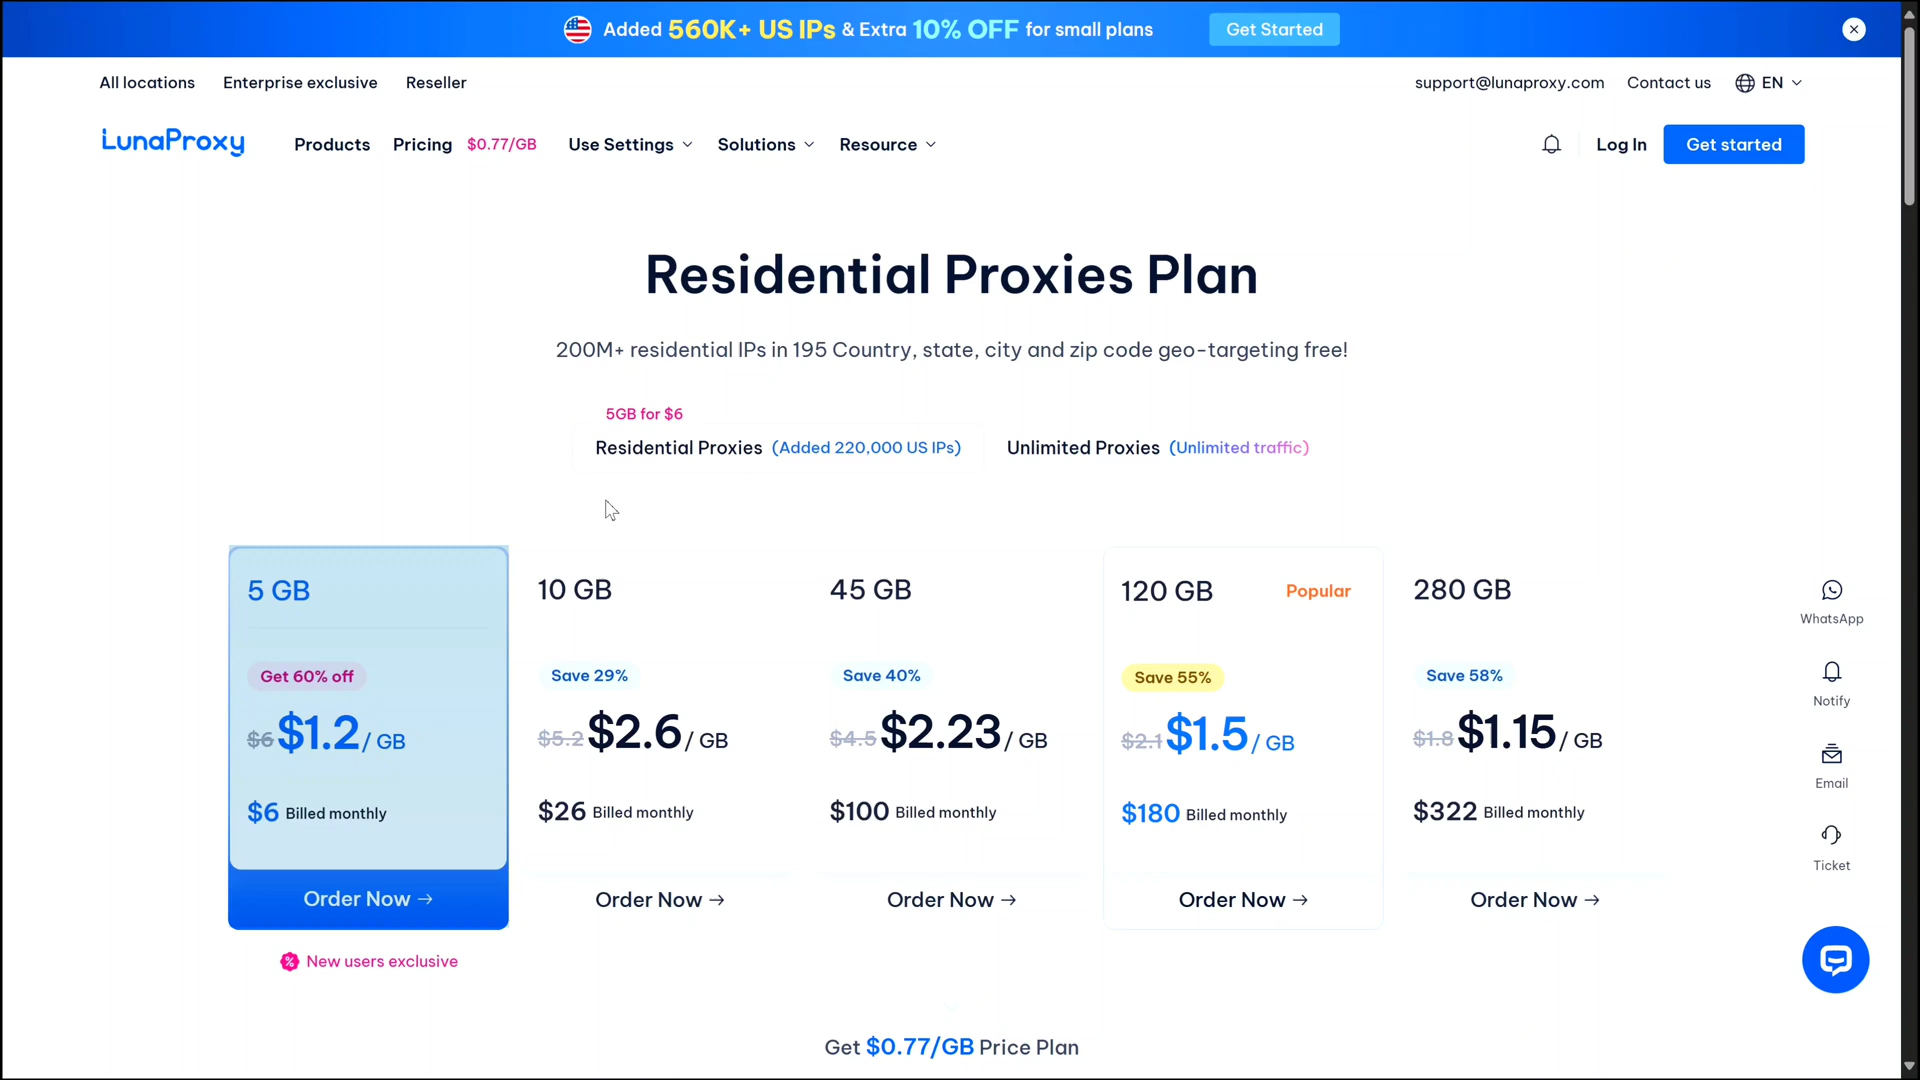 Added 560K+ US IPs & Extra 10% OFF for small plans Get Started
All locations Enterprise exclusive Reseller support@lunaproxy.com Contact us EN
LunaProxy Products Pricing $0.77/GB Use Settings Solutions Resource Log In Get started
Residential Proxies Plan
200M+ residential IPs in 195 Country, state, city and zip code geo-targeting free!
5GB for $6
Residential Proxies (Added 220,000 US IPs) Unlimited Proxies (Unlimited traffic)
5 GB
Get 60% off
$6 $1.2 / GB
$6 Billed monthly
Order Now →
New users exclusive
10 GB
Save 29%
$5.2 $2.6 / GB
$26 Billed monthly
Order Now →
45 GB
Save 40%
$4.5 $2.23 / GB
$100 Billed monthly
Order Now →
120 GB Popular
Save 55%
$2.1 $1.5 / GB
$180 Billed monthly
Order Now →
280 GB
Save 58%
$1.8 $1.15 / GB
$322 Billed monthly
Order Now →
WhatsApp
Notify
Email
Ticket
Get $0.77/GB Price Plan